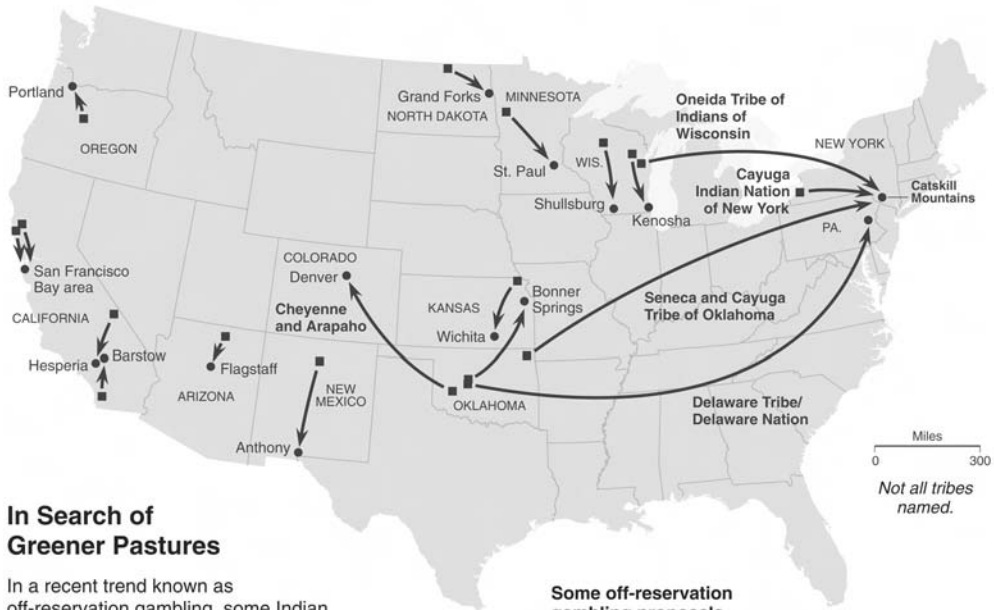 Portland
OREGON
Grand Forks
NORTH DAKOTA
MINNESOTA
St. Paul
WIS.
Shullsburg
Kenosha
Oneida Tribe of
Indians of
Wisconsin
NEW YORK
Cayuga
Indian Nation
of New York
Catskill
Mountains
PA.
San Francisco
Bay area
CALIFORNIA
Hesperia
Barstow
COLORADO
Denver
Cheyenne
and Arapaho
KANSAS
Bonner
Springs
Wichita
Seneca and Cayuga
Tribe of Oklahoma
Flagstaff
ARIZONA
NEW
MEXICO
Anthony
OKLAHOMA
Delaware Tribe/
Delaware Nation
Miles
0 300
Not all tribes
named.
In Search of
Greener Pastures
In a recent trend known as
off-reservation gambling, some Indian
Some off-reservation
gambling proposals